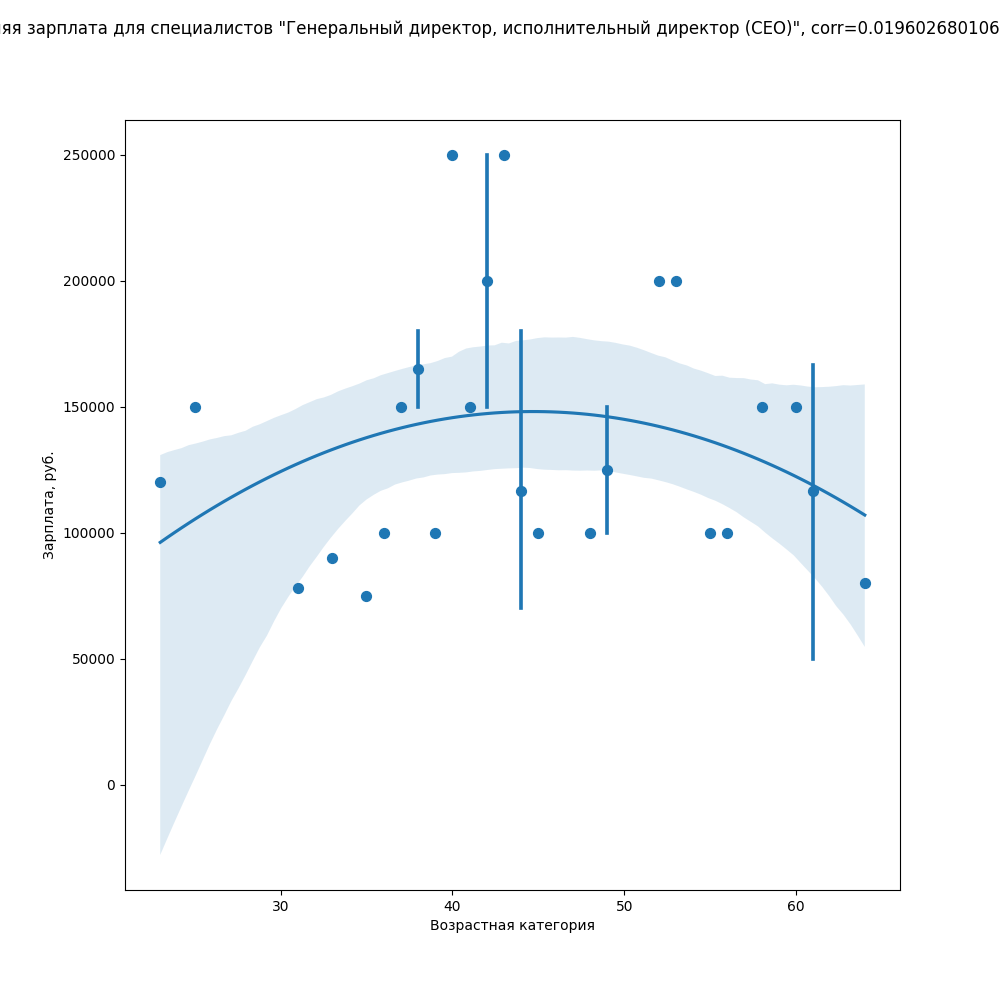 зарплата для специалистов "Генеральный директор, исполнительный директор (CEO)", corr=0.019602680106
250000
200000
150000
100000
50000
0
Зарплата, руб.
30 40 50 60
Возрастная категория